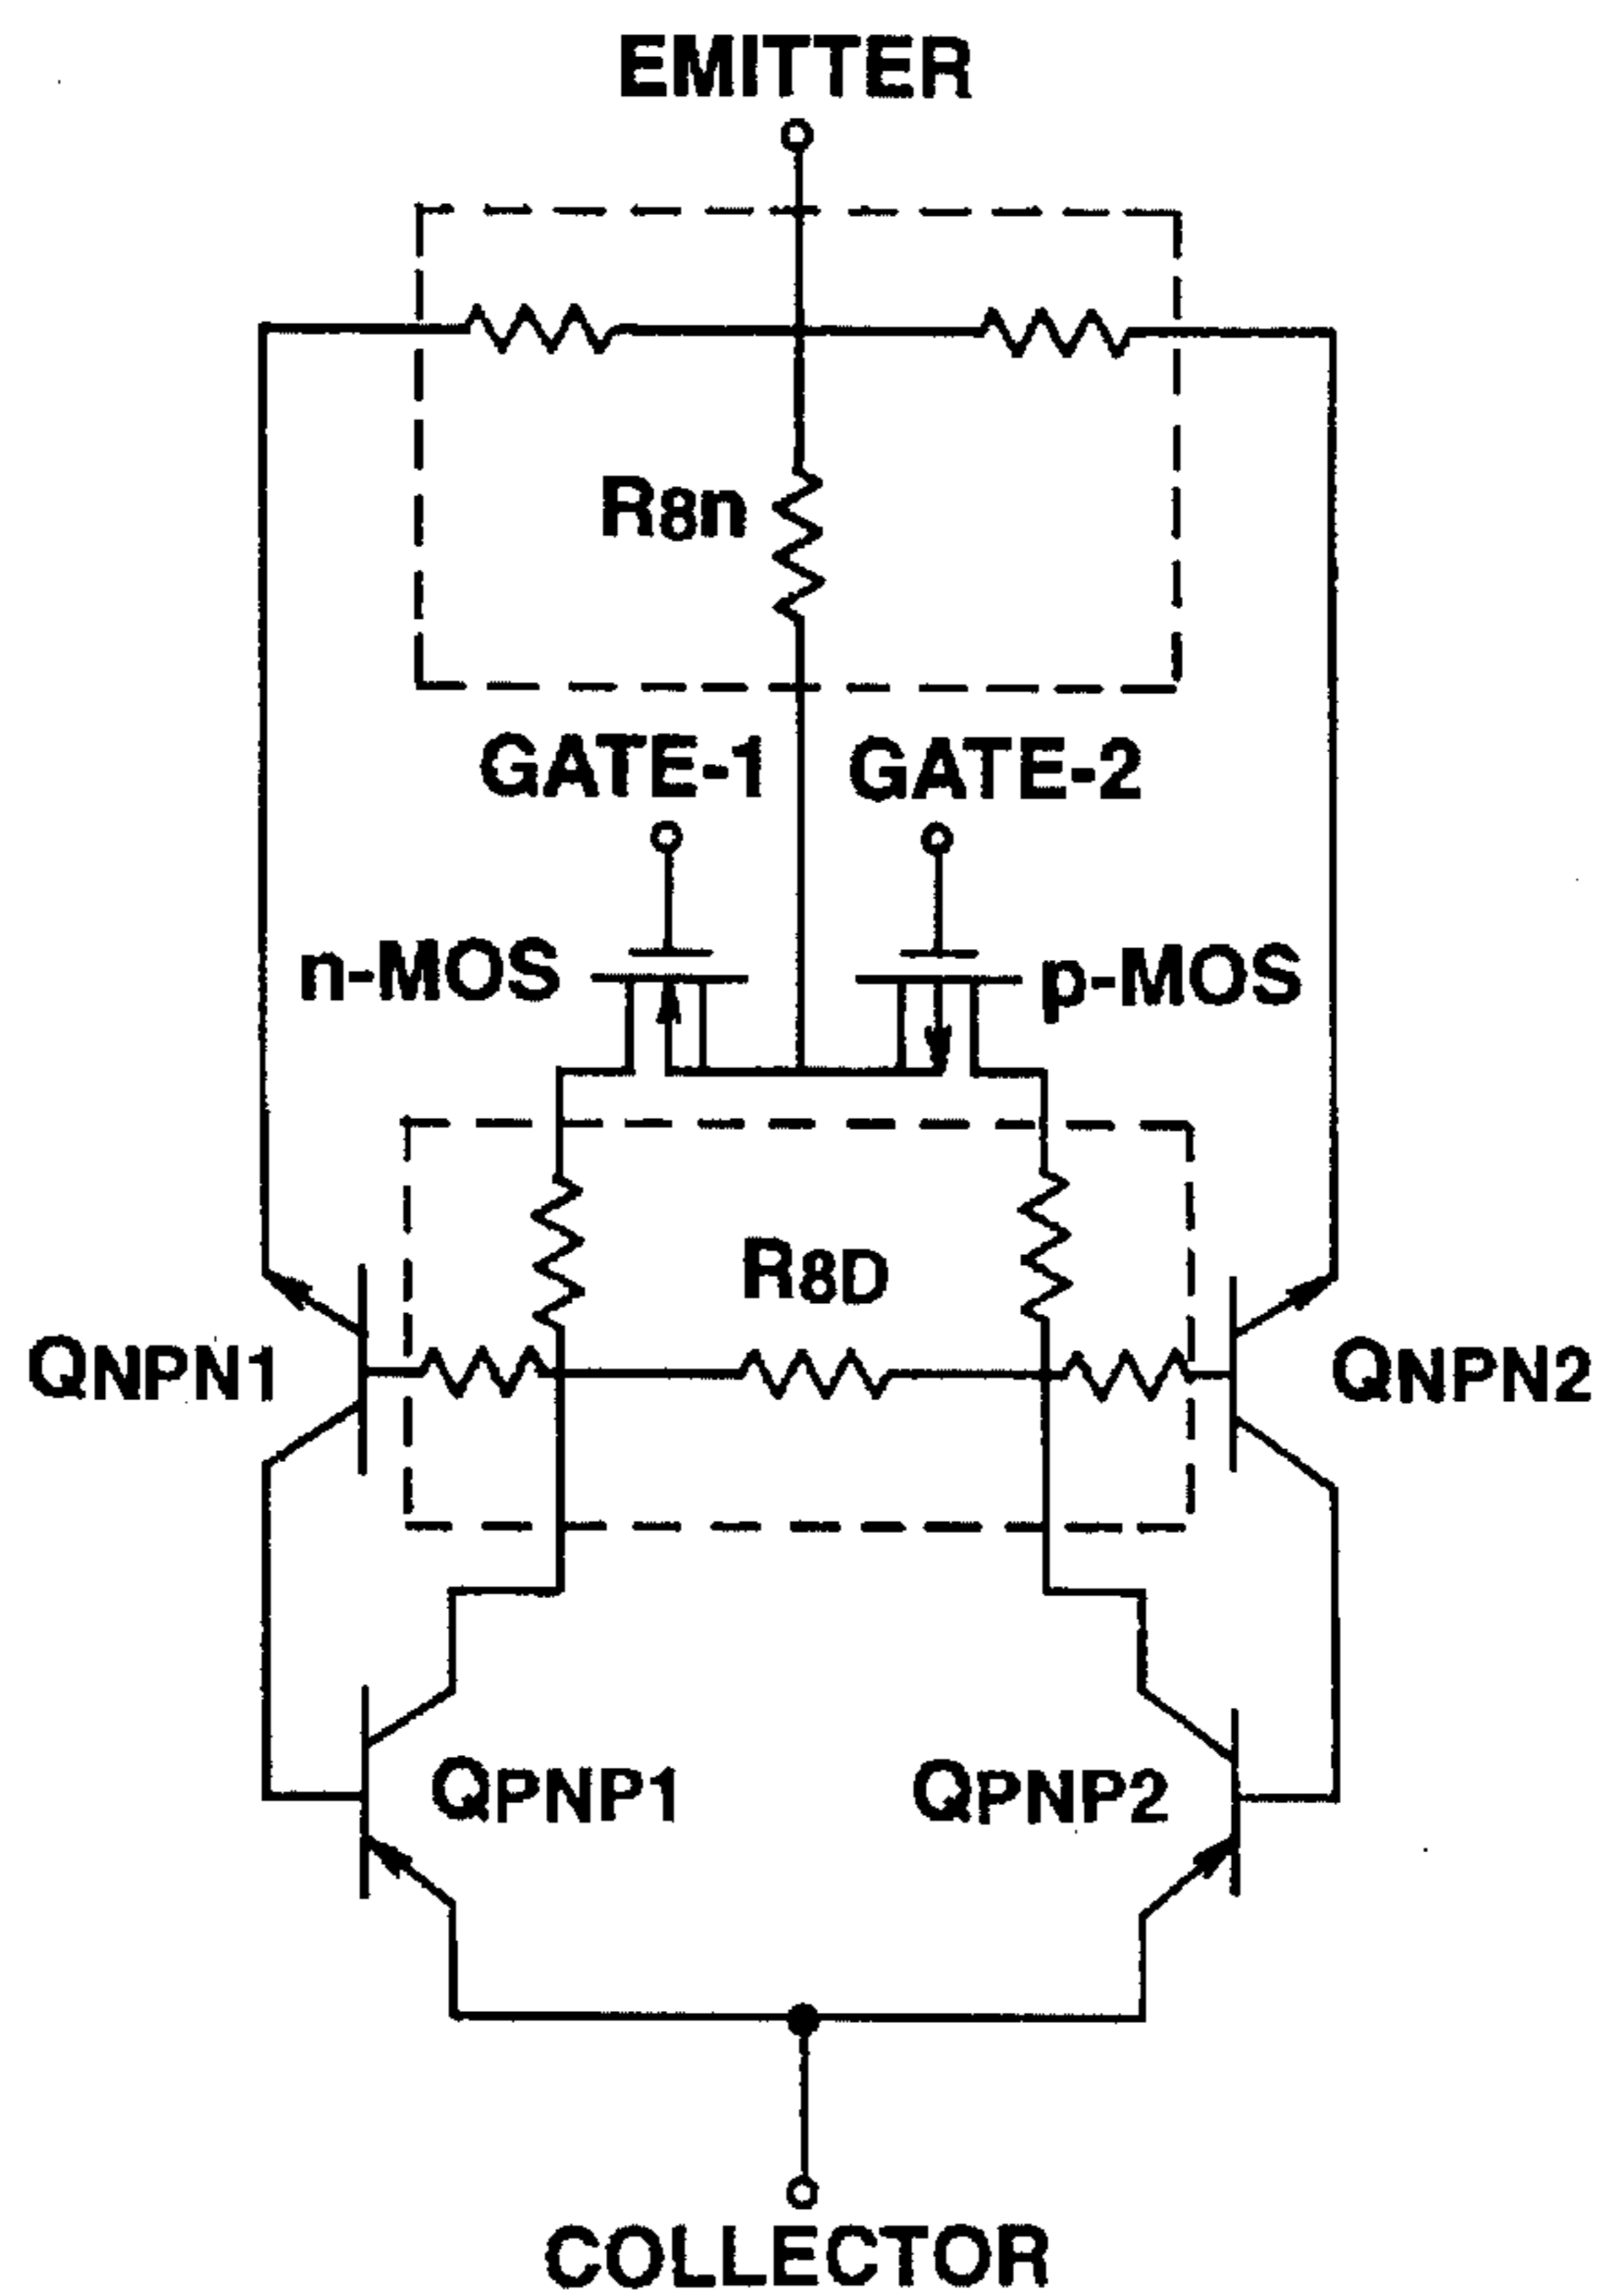 EMITTER
R8n
GATE-1 GATE-2
n-MOS p-MOS
R8D
QNPN1 QNPN2
QPNP1 QPNP2
COLLECTOR